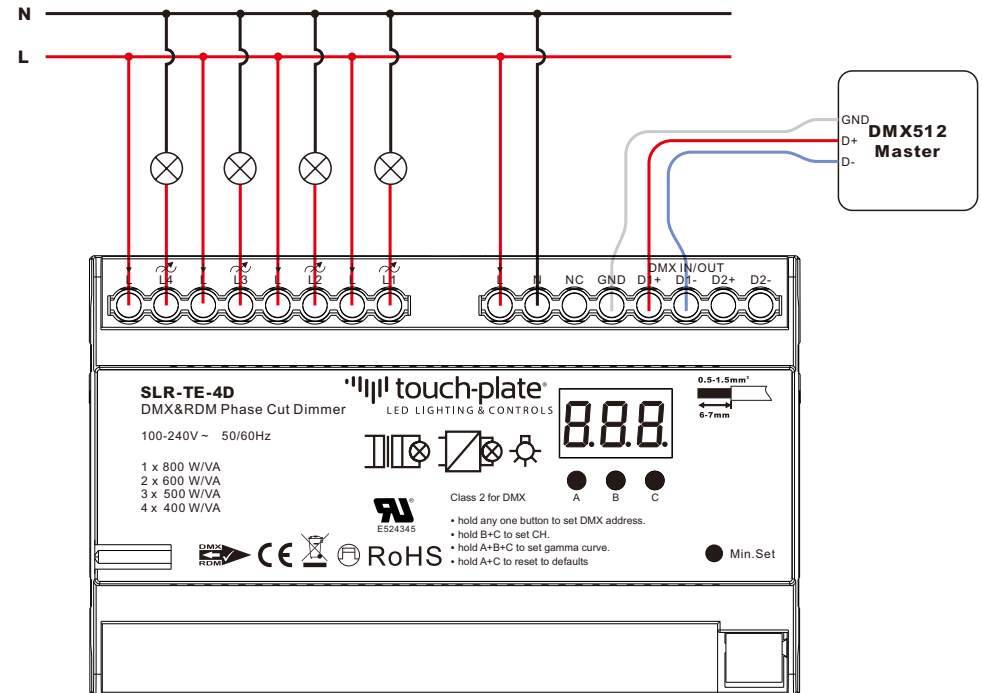 N
L
GND
D+
D-
DMX512
Master
DMX IN/OUT
L L4 L L3 L L2 L L1 L N NC GND D1+ D1- D2+ D2-
SLR-TE-4D
DMX&RDM Phase Cut Dimmer
100-240V ~ 50/60Hz
1 x 800 W/VA
2 x 600 W/VA
3 x 500 W/VA
4 x 400 W/VA
touch-plate®
LED LIGHTING & CONTROLS
8.8.8.
A B C
0.5-1.5mm²
6-7mm
Class 2 for DMX
• hold any one button to set DMX address.
• hold B+C to set CH.
• hold A+B+C to set gamma curve.
• hold A+C to reset to defaults
E524345
DMX
RDM
CE
RoHS
Min.Set